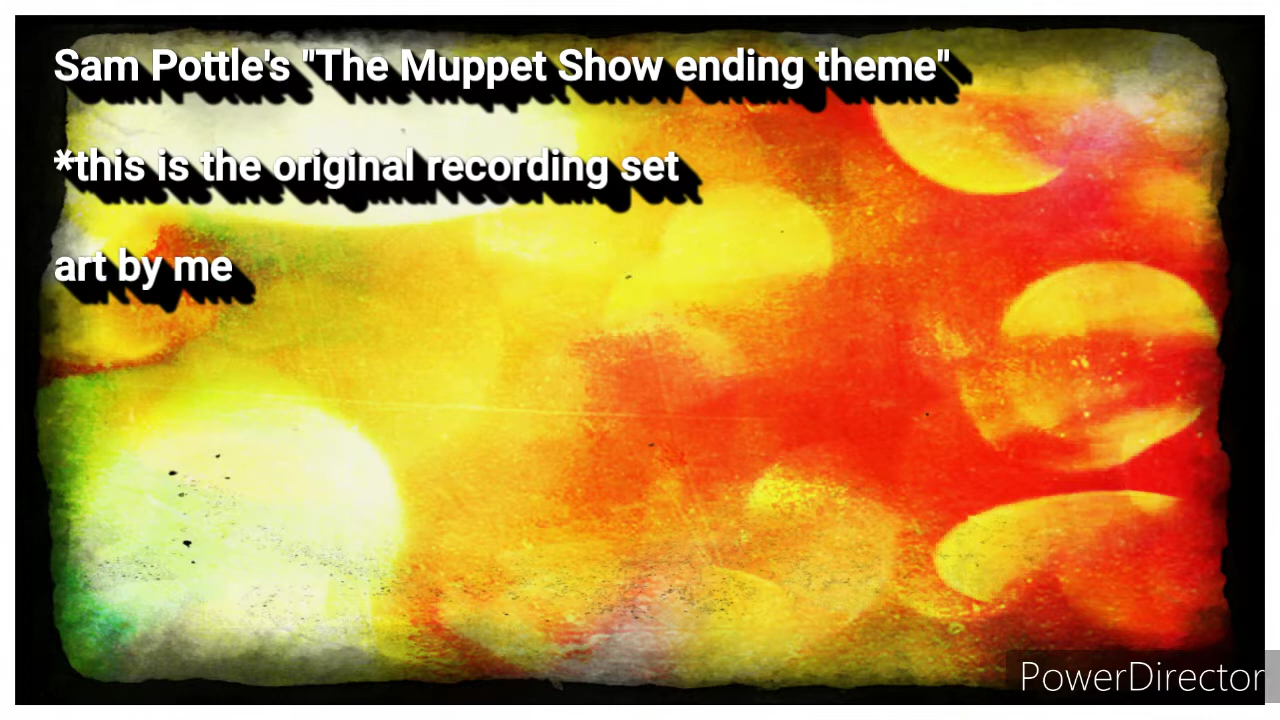 Sam Pottle's "The Muppet Show ending theme"
*this is the original recording set
art by me
PowerDirector